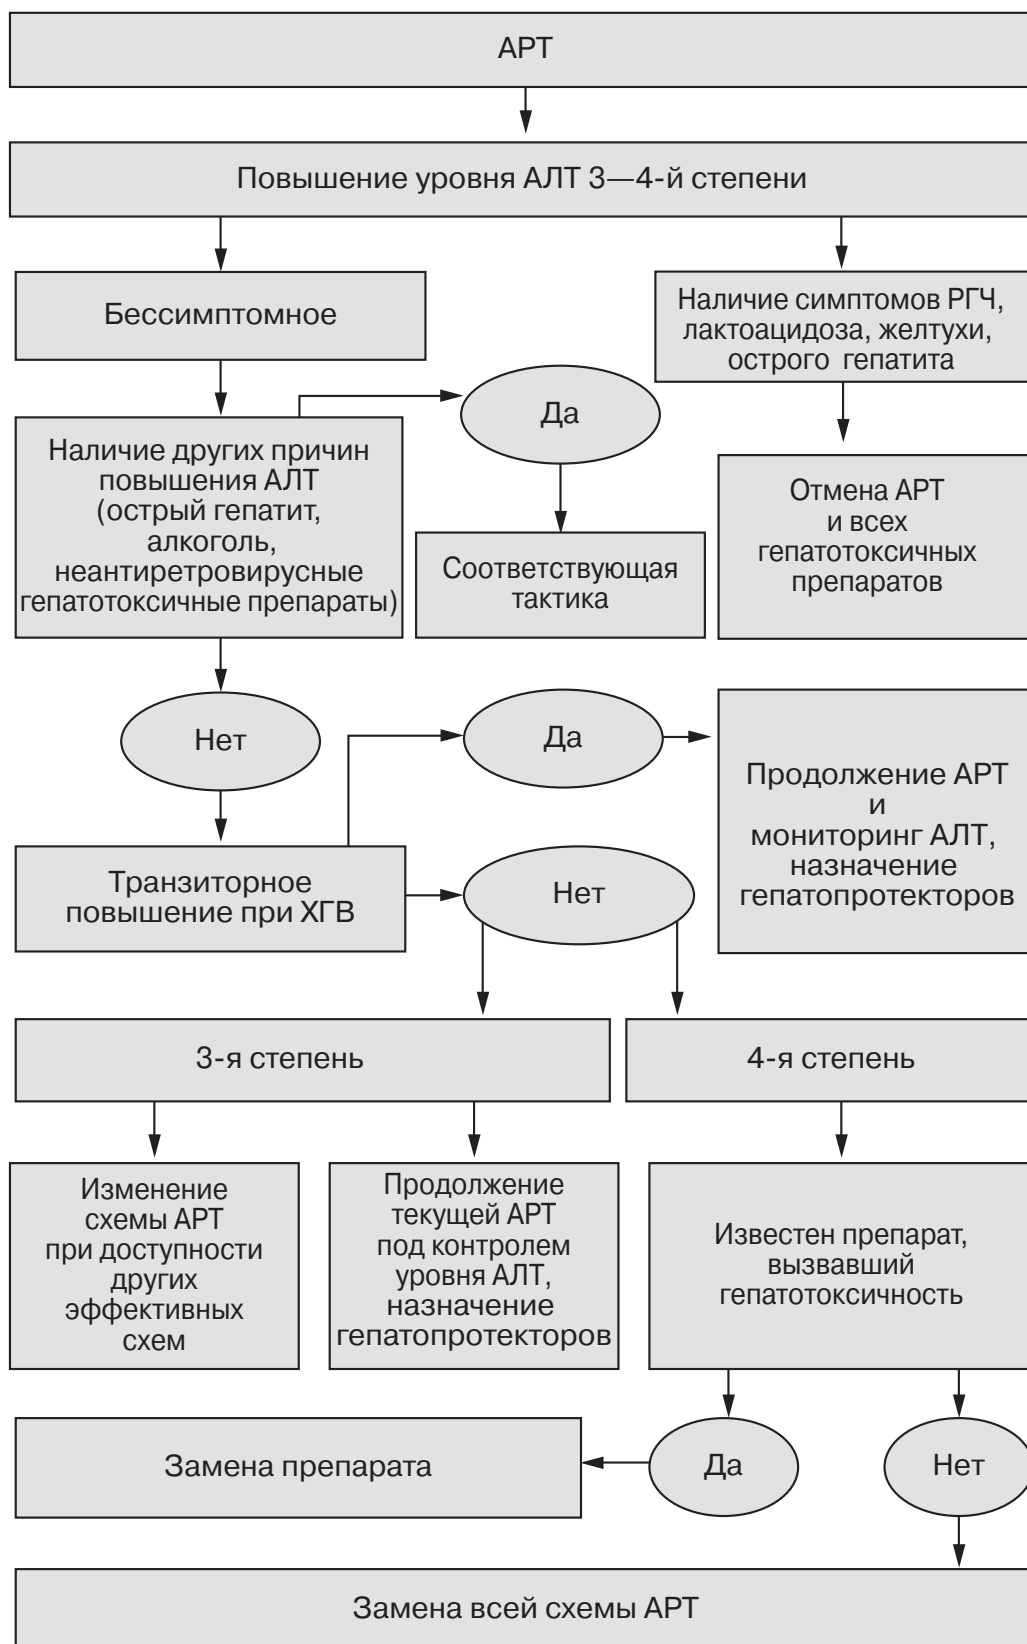 АРТ
Повышение уровня АЛТ 3—4-й степени
Бессимптомное
Наличие симптомов РГЧ,
лактоацидоза, желтухи,
острого гепатита
Да
Наличие других причин
повышения АЛТ
(острый гепатит,
алкоголь,
неантиретровирусные
гепатотоксичные препараты)
Соответствующая
тактика
Отмена АРТ
и всех
гепатотоксичных
препаратов
Нет
Да
Продолжение АРТ
и
мониторинг АЛТ,
назначение
гепатопротекторов
Транзиторное
повышение при ХГВ
Нет
3-я степень
4-я степень
Изменение
схемы АРТ
при доступности
других
эффективных
схем
Продолжение
текущей АРТ
под контролем
уровня АЛТ,
назначение
гепатопротекторов
Известен препарат,
вызвавший
гепатотоксичность
Замена препарата
Да
Нет
Замена всей схемы АРТ